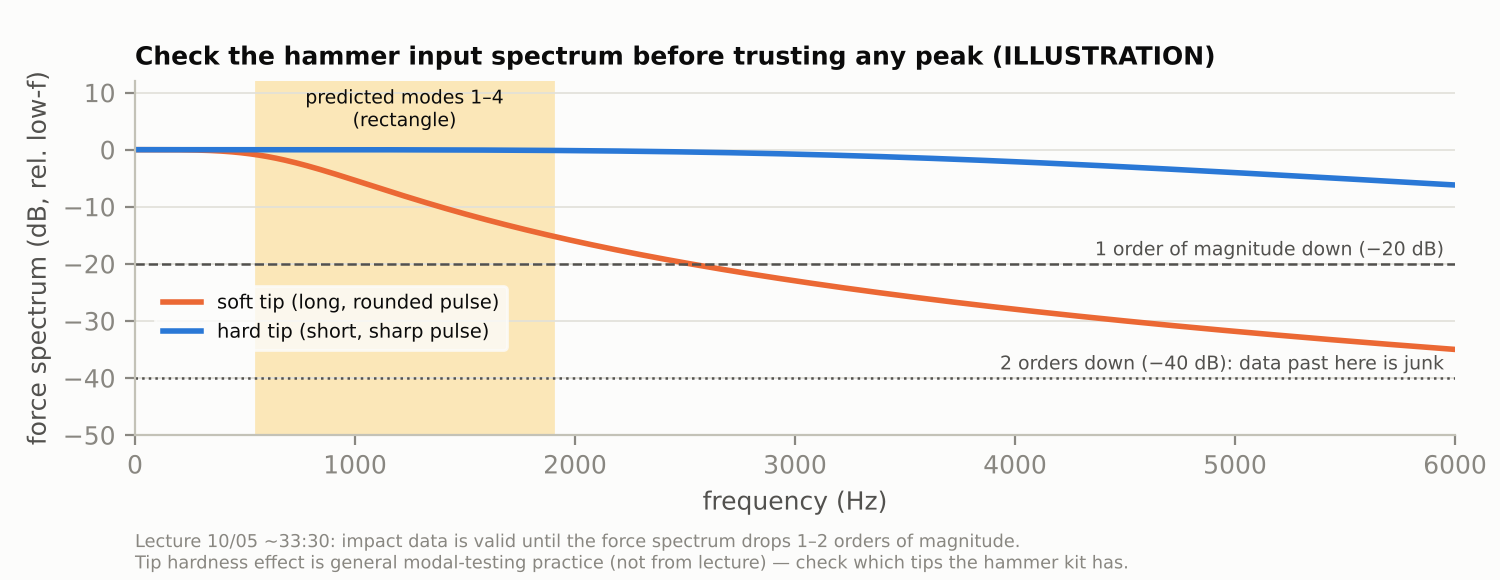 Check the hammer input spectrum before trusting any peak (ILLUSTRATION)
force spectrum (dB, rel. low-f)
10
0
−10
−20
−30
−40
−50
predicted modes 1–4
(rectangle)
1 order of magnitude down (−20 dB)
soft tip (long, rounded pulse)
hard tip (short, sharp pulse)
2 orders down (−40 dB): data past here is junk
0
1000
2000
3000
4000
5000
6000
frequency (Hz)
Lecture 10/05 ~33:30: impact data is valid until the force spectrum drops 1–2 orders of magnitude.
Tip hardness effect is general modal-testing practice (not from lecture) — check which tips the hammer kit has.